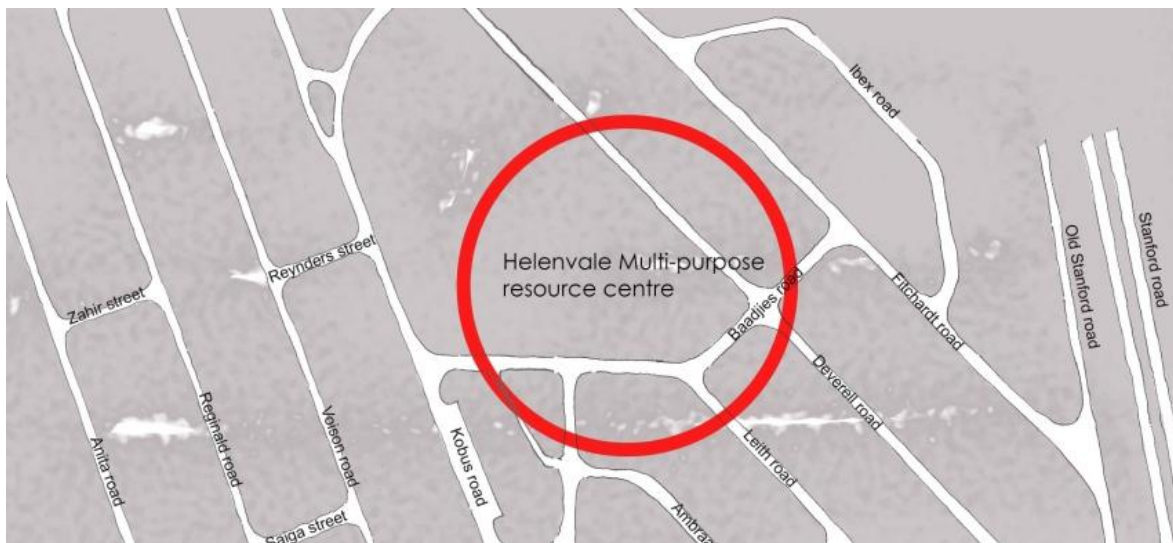 Ibex road
Helenvale Multi-purpose
resource centre
Reynders street
Zahir street
Baadjies road
Fitchardt road
Old Stanford road
Stanford road
Deverell road
Leith road
Kobus road
Voison road
Reginald road
Anita road
Saiga street